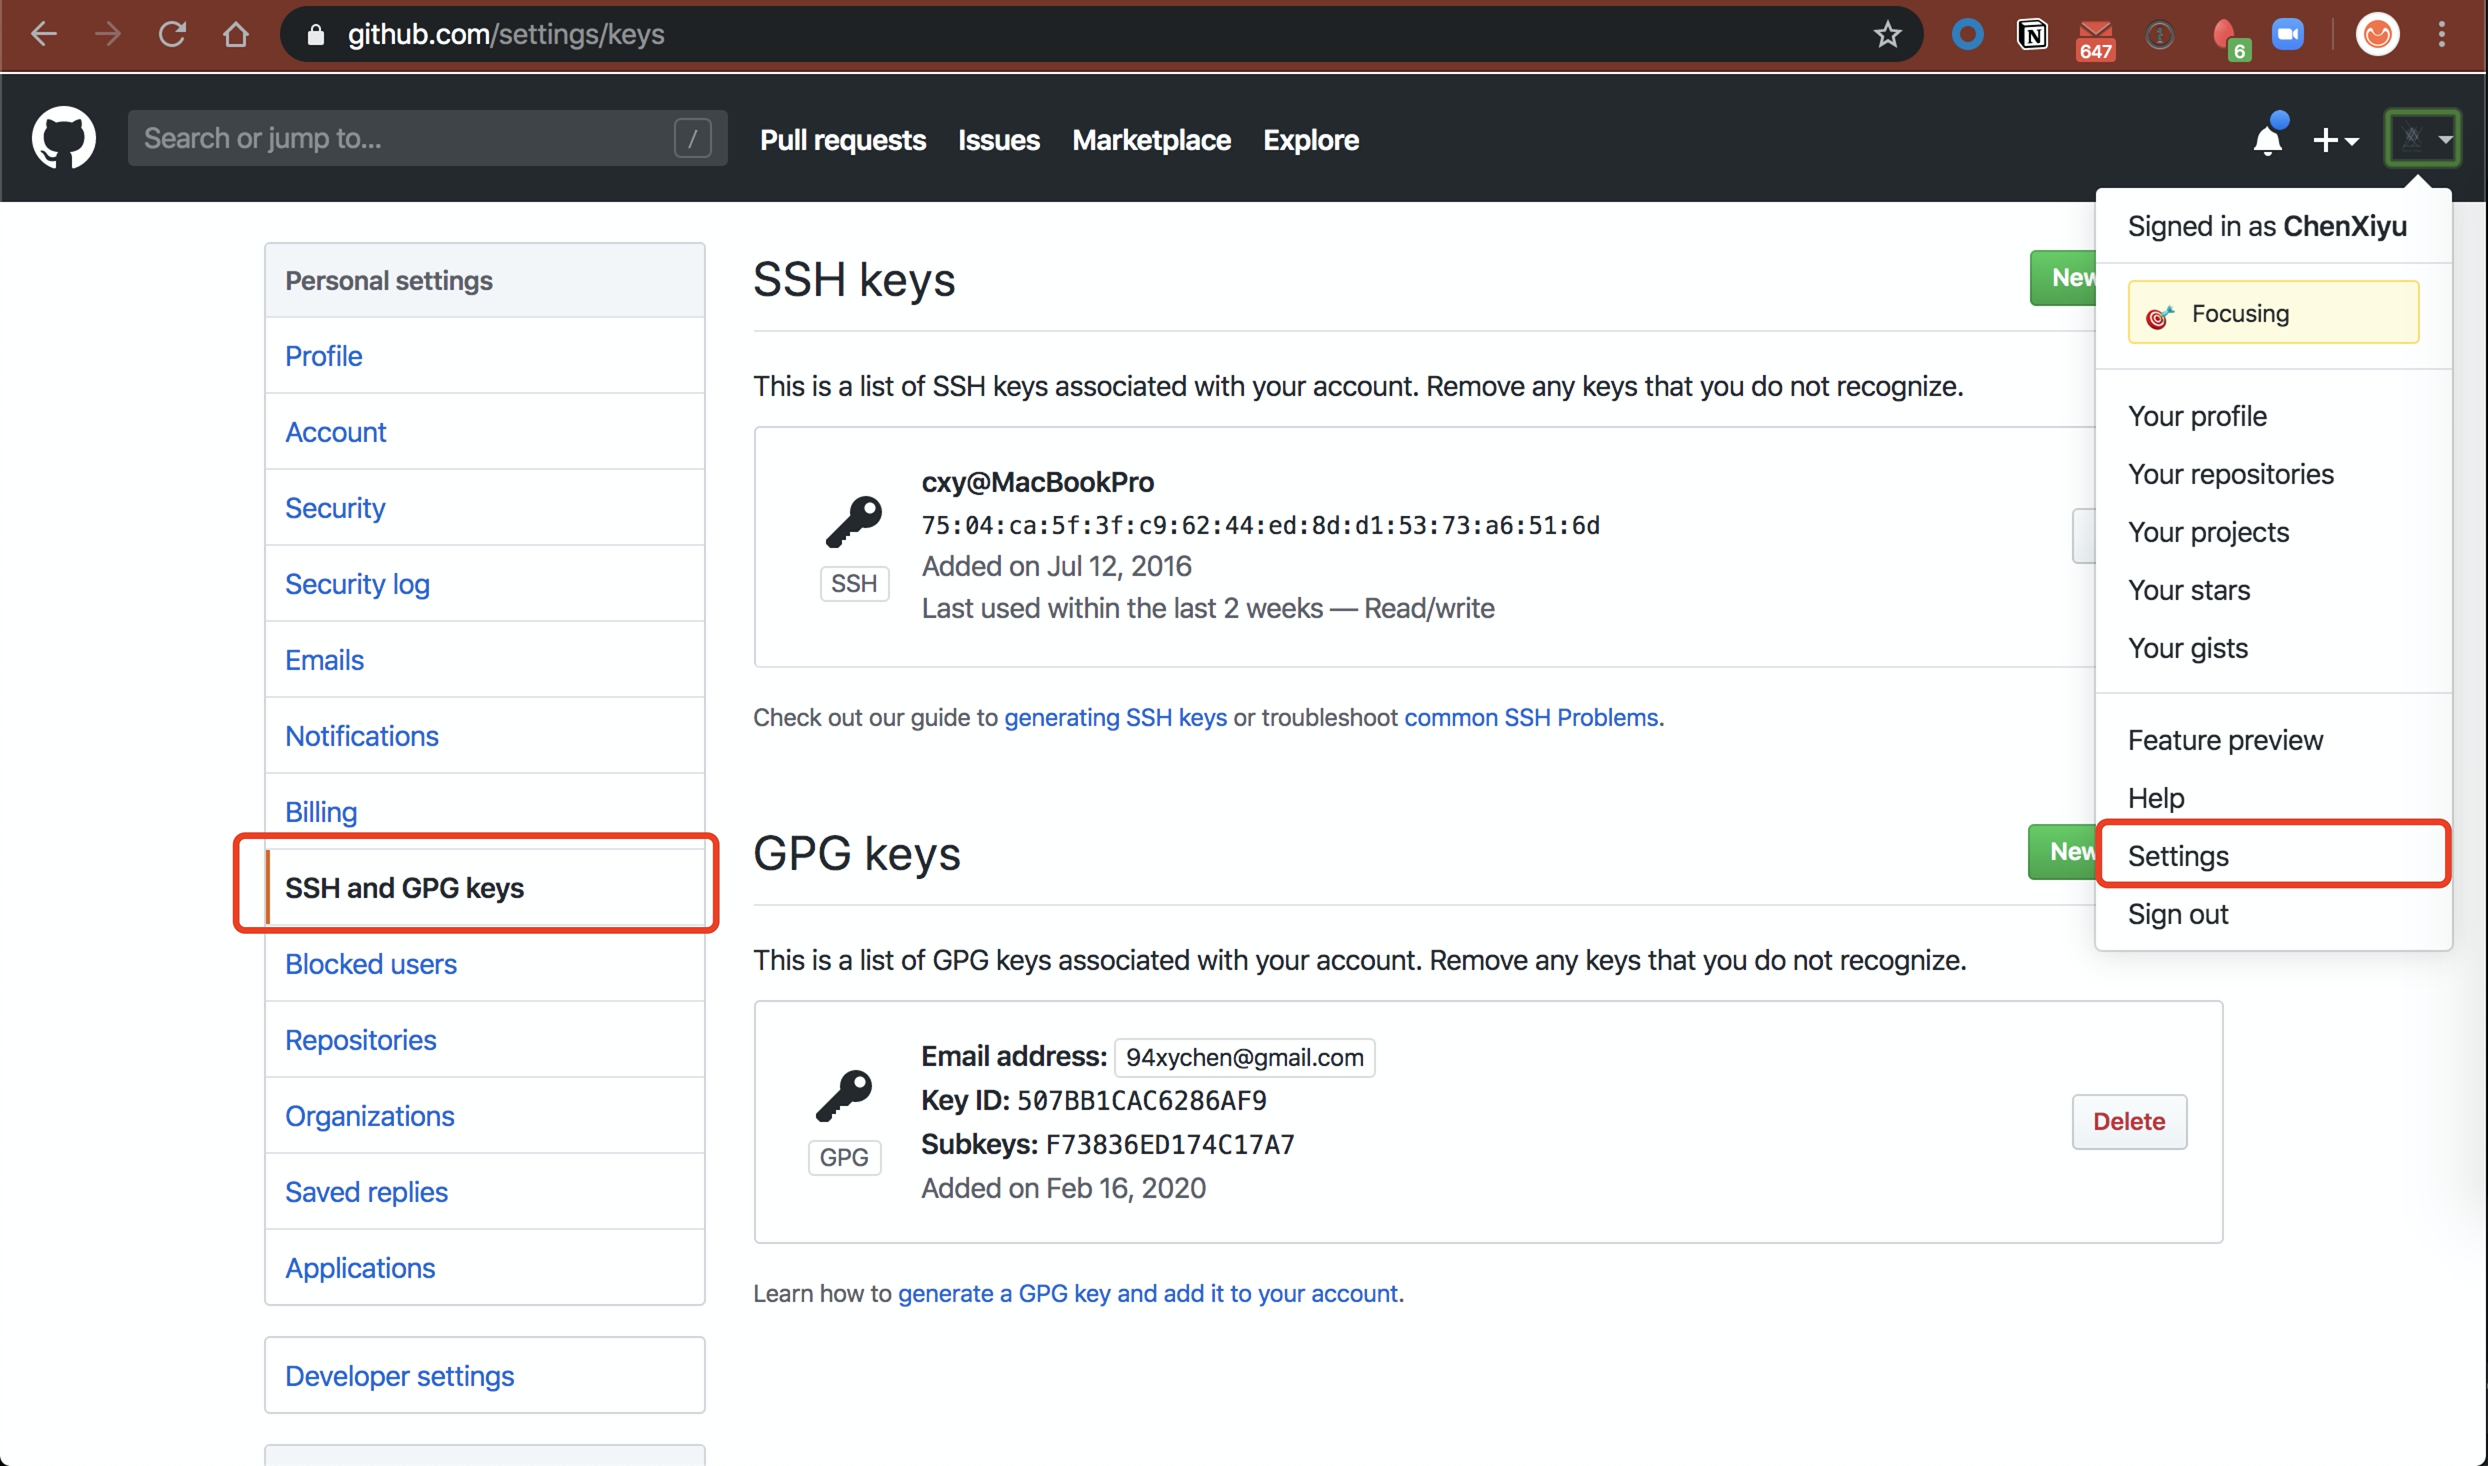 github.com/settings/keys
647
6
Search or jump to...
/
Pull requests
Issues
Marketplace
Explore
Signed in as ChenXiyu
Focusing
Your profile
Your repositories
Your projects
Your stars
Your gists
Feature preview
Help
Settings
Sign out
Personal settings
Profile
Account
Security
Security log
Emails
Notifications
Billing
SSH and GPG keys
Blocked users
Repositories
Organizations
Saved replies
Applications
Developer settings
SSH keys
New
This is a list of SSH keys associated with your account. Remove any keys that you do not recognize.
cxy@MacBookPro
75:04:ca:5f:3f:c9:62:44:ed:8d:d1:53:73:a6:51:6d
Added on Jul 12, 2016
SSH
Last used within the last 2 weeks — Read/write
Check out our guide to generating SSH keys or troubleshoot common SSH Problems.
GPG keys
New
This is a list of GPG keys associated with your account. Remove any keys that you do not recognize.
Email address: 94xychen@gmail.com
Key ID: 507BB1CAC6286AF9
Subkeys: F73836ED174C17A7
GPG
Added on Feb 16, 2020
Delete
Learn how to generate a GPG key and add it to your account.